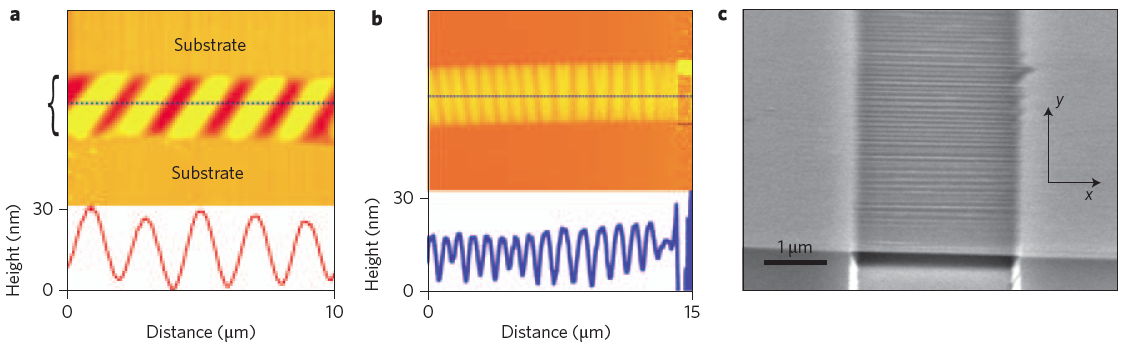 a
Substrate
Substrate
Height (nm)
30
0
0
10
Distance (μm)
b
Height (nm)
30
0
0
15
Distance (μm)
c
y
x
1 μm